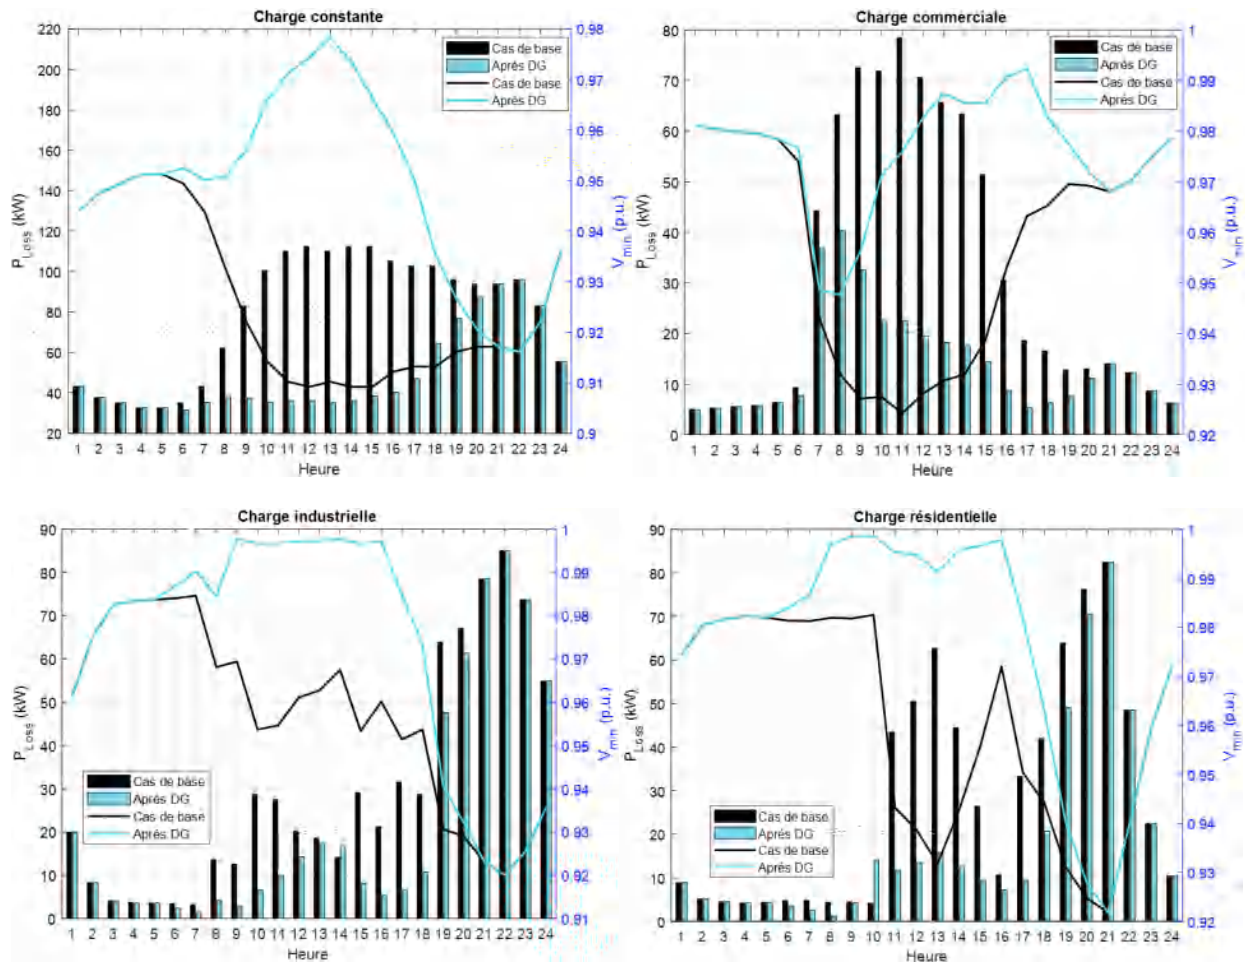 Charge constante
220
200
180
160
140
120
100
80
60
40
20
P_Loss (kW)
0.98
0.97
0.96
0.95
0.94
0.93
0.92
0.91
0.9
V_min (p.u.)
Cas de base
Après DG
Cas de base
Après DG
1 2 3 4 5 6 7 8 9 10 11 12 13 14 15 16 17 18 19 20 21 22 23 24
Heure
Charge commerciale
80
70
60
50
40
30
20
10
0
P_Loss (kW)
1
0.99
0.98
0.97
0.96
0.95
0.94
0.93
0.92
V_min (p.u.)
Cas de base
Après DG
Cas de base
Après DG
1 2 3 4 5 6 7 8 9 10 11 12 13 14 15 16 17 18 19 20 21 22 23 24
Heure
Charge industrielle
90
80
70
60
50
40
30
20
10
0
P_Loss (kW)
1
0.99
0.98
0.97
0.96
0.95
0.94
0.93
0.92
0.91
V_min (p.u.)
Cas de base
Après DG
Cas de base
Après DG
1 2 3 4 5 6 7 8 9 10 11 12 13 14 15 16 17 18 19 20 21 22 23 24
Heure
Charge résidentielle
90
80
70
60
50
40
30
20
10
0
P_Loss (kW)
1
0.99
0.98
0.97
0.96
0.95
0.94
0.93
0.92
V_min (p.u.)
Cas de base
Après DG
Cas de base
Après DG
1 2 3 4 5 6 7 8 9 10 11 12 13 14 15 16 17 18 19 20 21 22 23 24
Heure